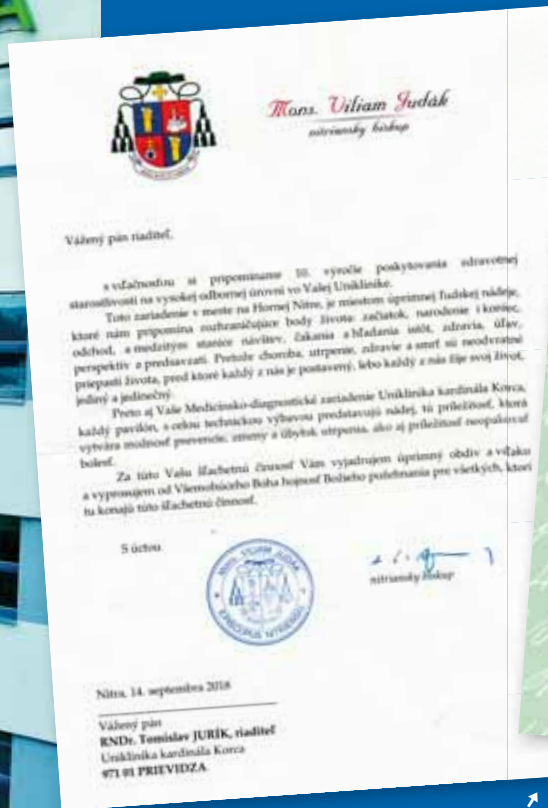 Mons. Viliam Judák
nitriansky biskup
Vážený pán riaditeľ,
s vďačnosťou si pripomíname 10. výročie poskytovania zdravotnej
starostlivosti na vysokej odbornej úrovni vo Vašej Uniklinike.
Toto zariadenie v meste na Hornej Nitre, je miestom úprimnej ľudskej nádeje,
ktoré nám pripomína rozhraničujúce body života: začiatok, narodenie i koniec,
odchod, a medzitým stanice návštev, čakania a hľadania istôt, zdravia, úľav,
perspektív a predsavzatí. Pretože choroba, utrpenie, zdravie a smrť sú neodvratné
priepasti života, pred ktoré každý z nás je postavený, lebo každý z nás žije svoj život,
jediný a jedinečný.
Preto aj Vaše Medicínsko-diagnostické zariadenie Uniklinika kardinála Korca,
každý pavilón, s celou technickou výbavou predstavujú nádej, tú príležitosť, ktorá
vytvára možnosť prevencie, zmeny a úbytok utrpenia, ako aj príležitosť neopakovať
bolesť.
Za túto Vašu šľachetnú činnosť Vám vyjadrujem úprimný obdiv a vďaku
a vyprosujem od Všemohúceho Boha hojnosť Božieho požehnania pre všetkých, ktorí
tu konajú túto šľachetnú činnosť.
S úctou
MONS. VILIAM JUDÁK
EPISCOPUS NITRIENSIS
nitriansky biskup
Nitra, 14. septembra 2018
Vážený pán
RNDr. Tomislav JURÍK, riaditeľ
Uniklinika kardinála Korca
971 01 PRIEVIDZA